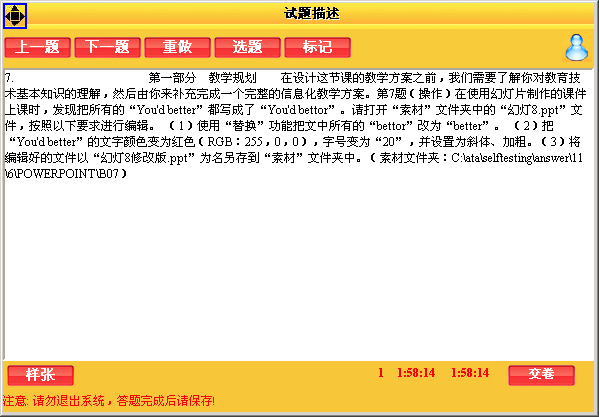 试题描述
上一题 下一题 重做 选题 标记
7. 第一部分 教学规划 在设计这节课的教学方案之前，我们需要了解你对教育技
术基本知识的理解，然后由你来补充完成一个完整的信息化教学方案。第7题（操作）在使用幻灯片制作的课件
上课时，发现把所有的“You'd better”都写成了“You'd bettor”。请打开“素材”文件夹中的“幻灯8.ppt”文
件，按照以下要求进行编辑。（1）使用“替换”功能把文中所有的“bettor”改为“better”。（2）把
“You'd better”的文字颜色变为红色（RGB：255，0，0），字号变为“20”，并设置为斜体、加粗。（3）将
编辑好的文件以“幻灯8修改版.ppt”为名另存到“素材”文件夹中。（素材文件夹：C:\ata\selftesting\answer\11
\6\POWERPOINT\B07）
样张 1 1:58:14 1:58:14 交卷
注意: 请勿退出系统，答题完成后请保存!